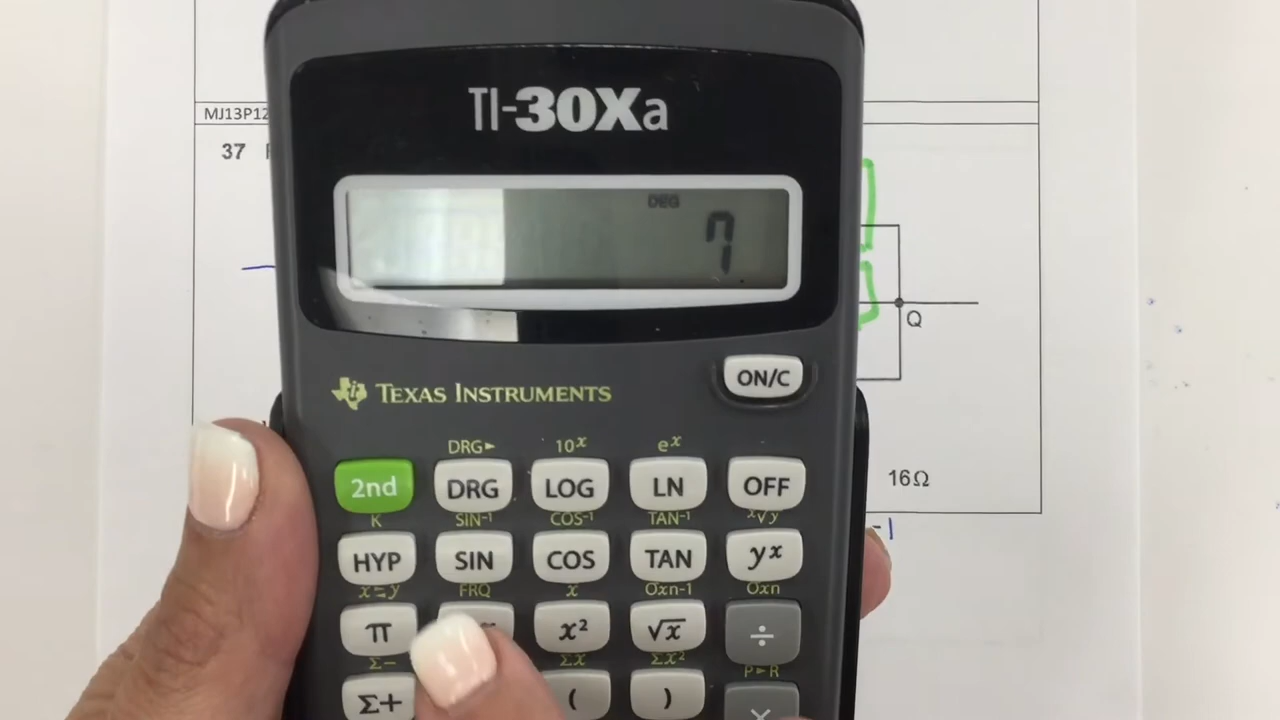 TI-30Xa
MJ13P12
37
DEG
7
Q
TEXAS INSTRUMENTS
ON/C
DRG► 10ˣ eˣ
2nd DRG LOG LN OFF
K SIN⁻¹ COS⁻¹ TAN⁻¹ ˣ√y
16Ω
-1
HYP SIN COS TAN yˣ
x⇆y FRQ x σxn-1 σxn
π x² √x ÷
Σ- Σx Σx² P►R
Σ+ ( ) ×